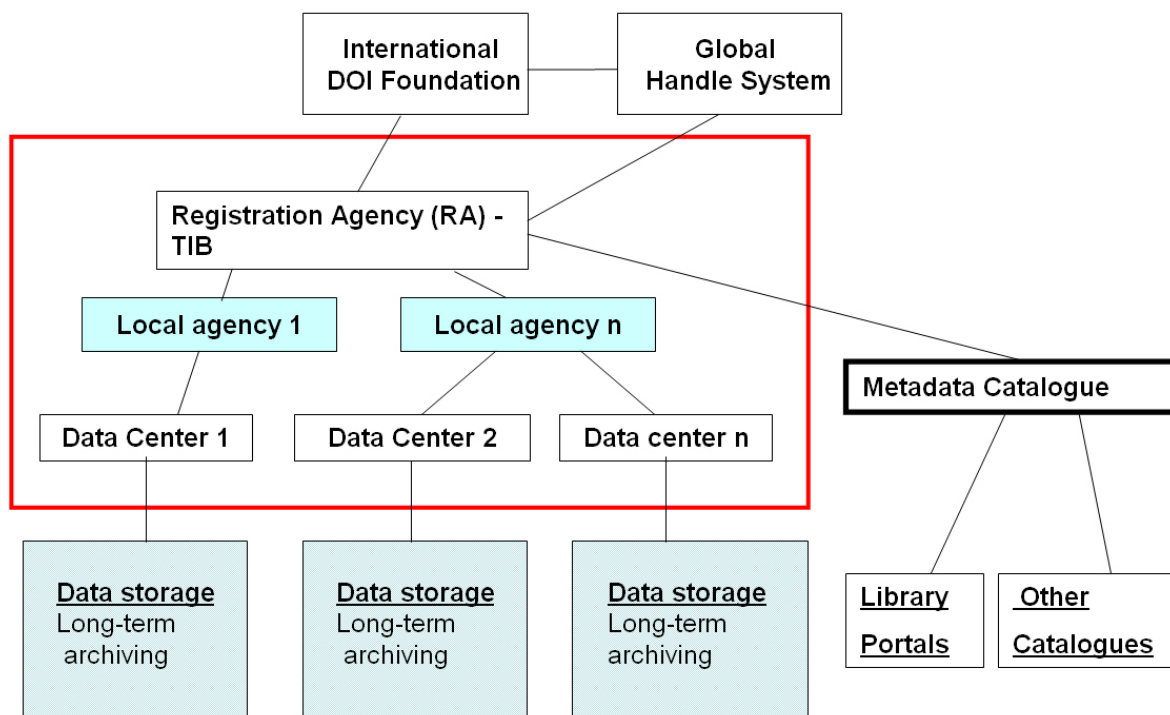 International
DOI Foundation
Global
Handle System
Registration Agency (RA) -
TIB
Local agency 1
Local agency n
Metadata Catalogue
Data Center 1
Data Center 2
Data center n
Data storage
Long-term
archiving
Data storage
Long-term
archiving
Data storage
Long-term
archiving
Library
Portals
Other
Catalogues